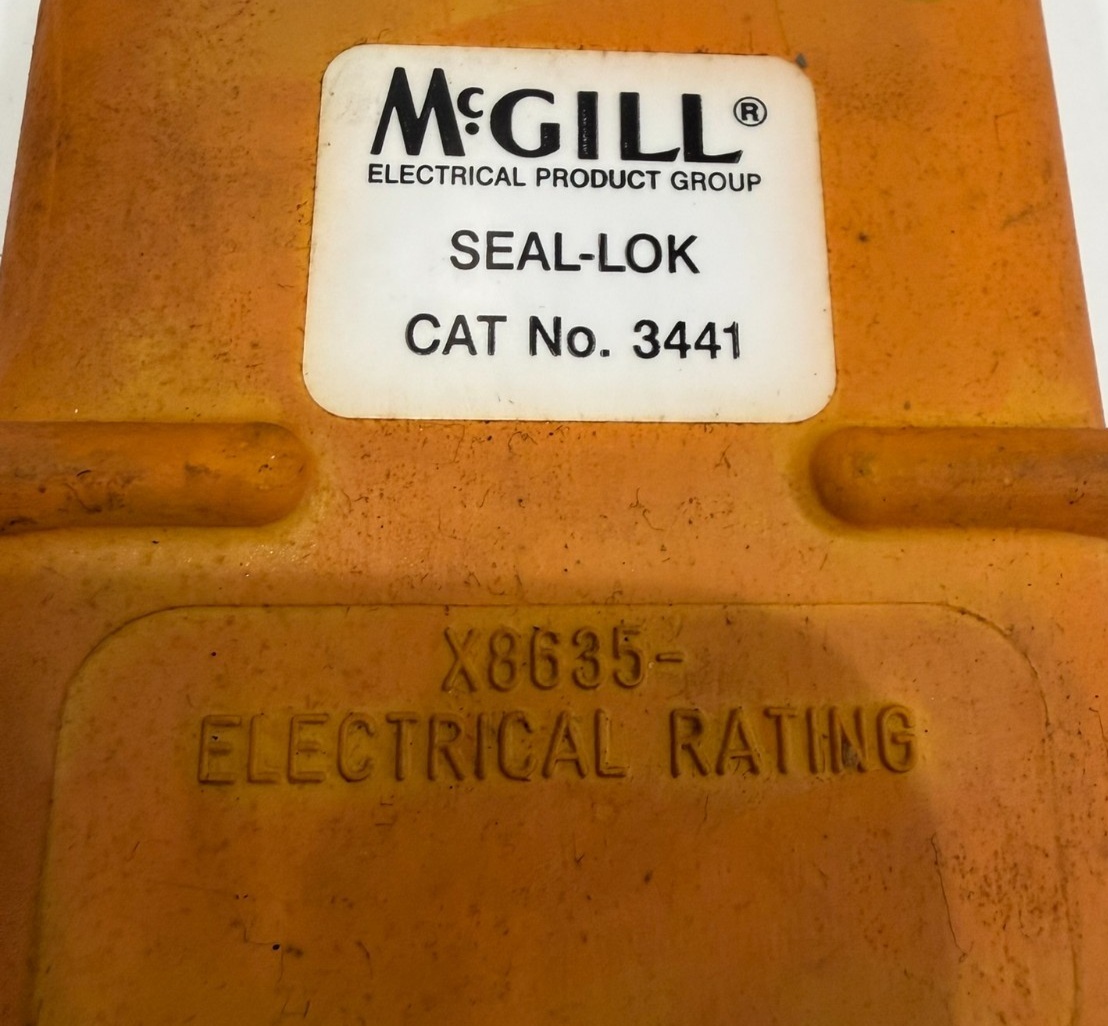 McGILL®
ELECTRICAL PRODUCT GROUP
SEAL-LOK
CAT No. 3441
X8635-
ELECTRICAL RATING